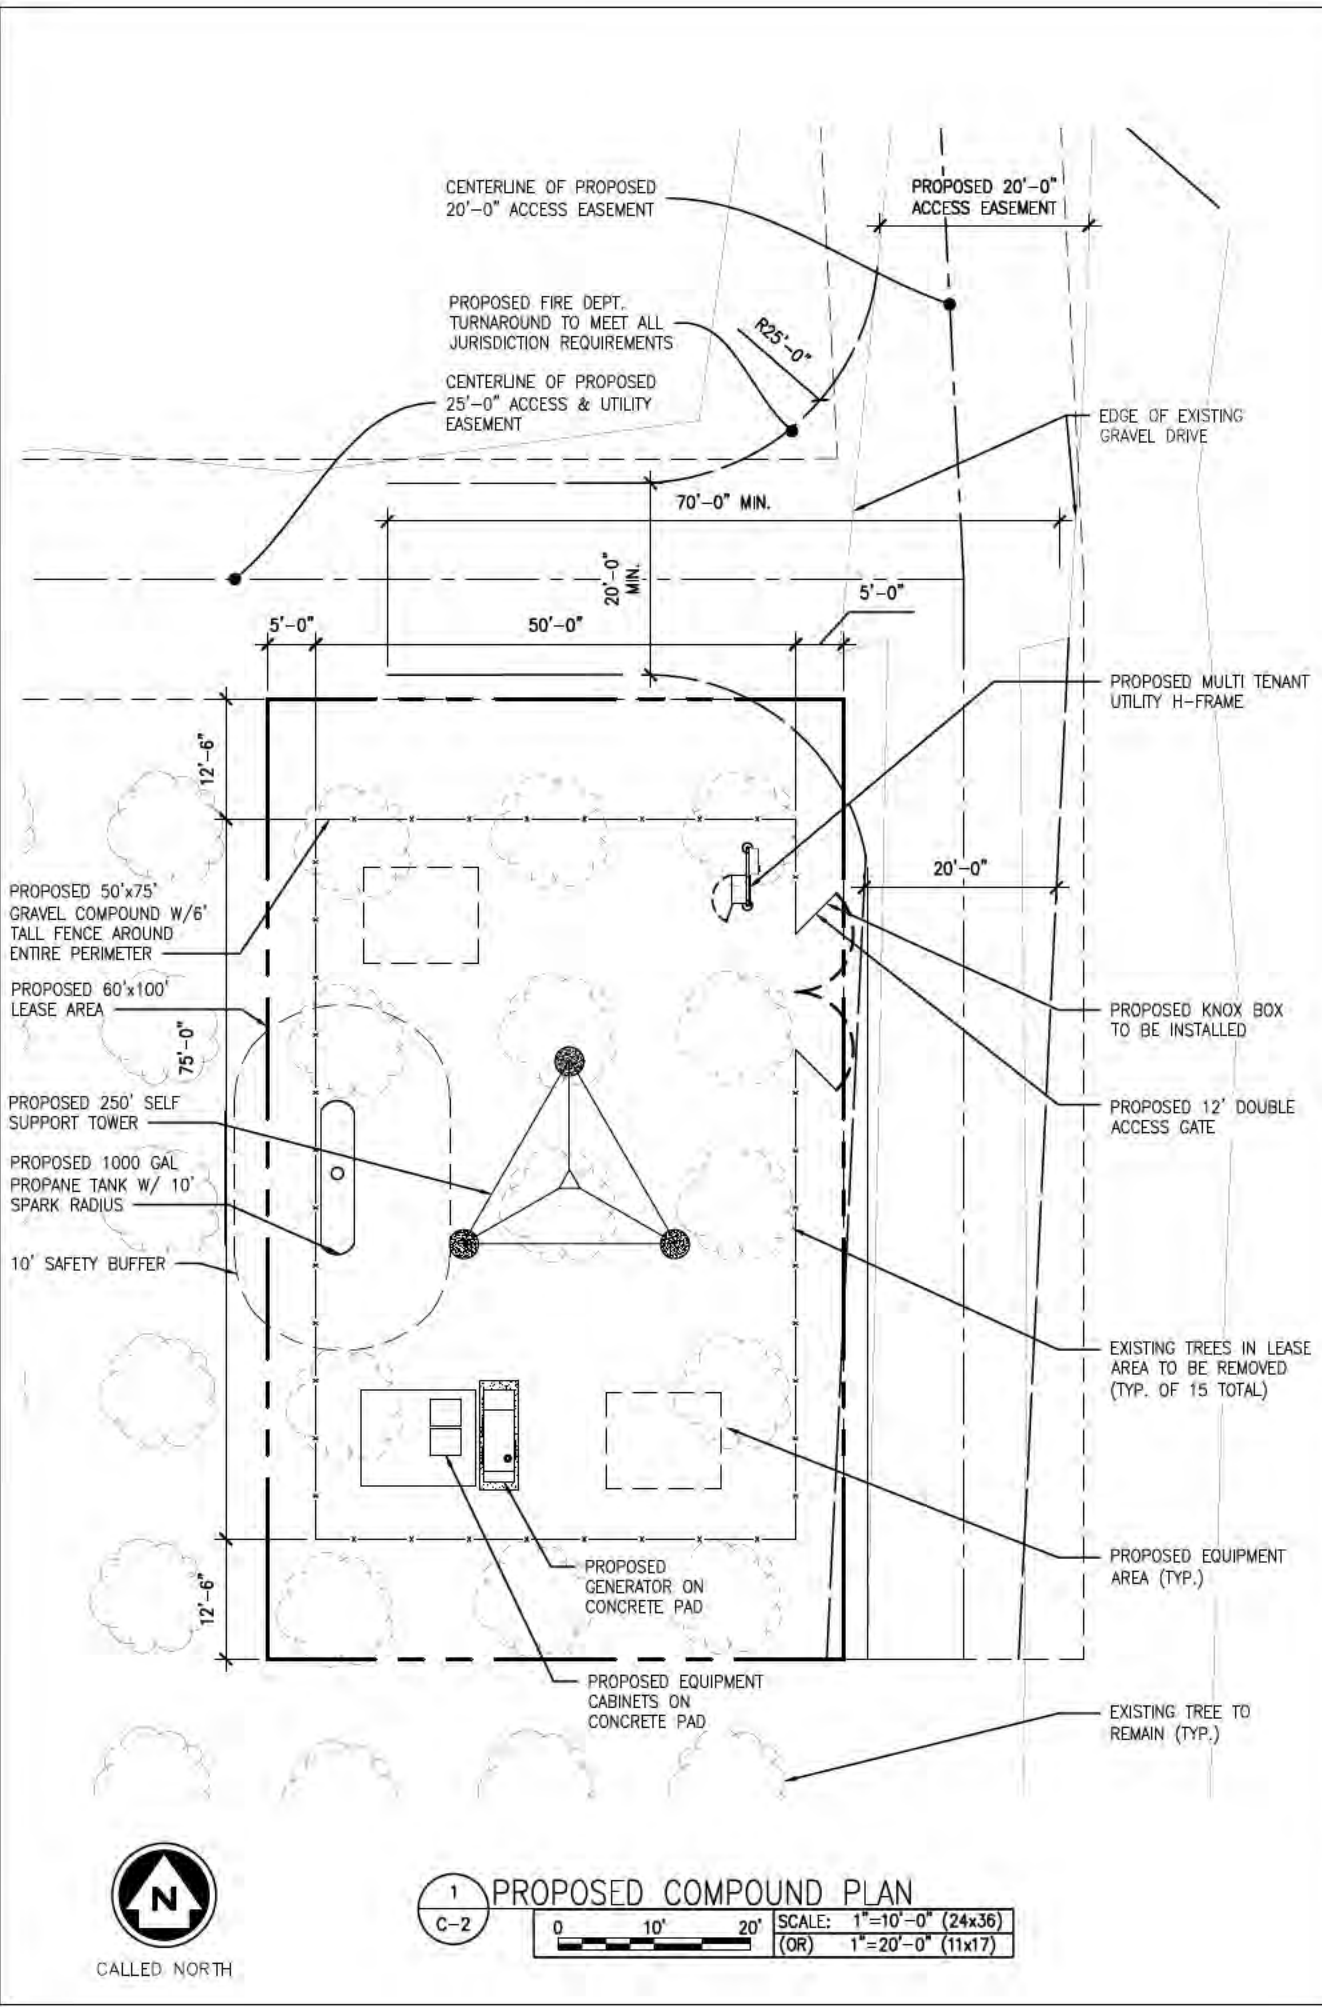 CENTERLINE OF PROPOSED
20'-0" ACCESS EASEMENT
PROPOSED 20'-0"
ACCESS EASEMENT
PROPOSED FIRE DEPT.
TURNAROUND TO MEET ALL
JURISDICTION REQUIREMENTS
R25'-0"
CENTERLINE OF PROPOSED
25'-0" ACCESS & UTILITY
EASEMENT
EDGE OF EXISTING
GRAVEL DRIVE
70'-0" MIN.
20'-0"
MIN.
5'-0"
5'-0"
50'-0"
PROPOSED MULTI TENANT
UTILITY H-FRAME
12'-6"
20'-0"
PROPOSED 50'x75'
GRAVEL COMPOUND W/6'
TALL FENCE AROUND
ENTIRE PERIMETER
PROPOSED 60'x100'
LEASE AREA
75'-0"
PROPOSED KNOX BOX
TO BE INSTALLED
PROPOSED 250' SELF
SUPPORT TOWER
PROPOSED 12' DOUBLE
ACCESS GATE
PROPOSED 1000 GAL
PROPANE TANK W/ 10'
SPARK RADIUS
10' SAFETY BUFFER
EXISTING TREES IN LEASE
AREA TO BE REMOVED
(TYP. OF 15 TOTAL)
PROPOSED EQUIPMENT
AREA (TYP.)
PROPOSED
GENERATOR ON
CONCRETE PAD
12'-6"
PROPOSED EQUIPMENT
CABINETS ON
CONCRETE PAD
EXISTING TREE TO
REMAIN (TYP.)
N
CALLED NORTH
1
C-2
PROPOSED COMPOUND PLAN
0 10' 20'
SCALE: 1"=10'-0" (24x36)
(OR) 1"=20'-0" (11x17)